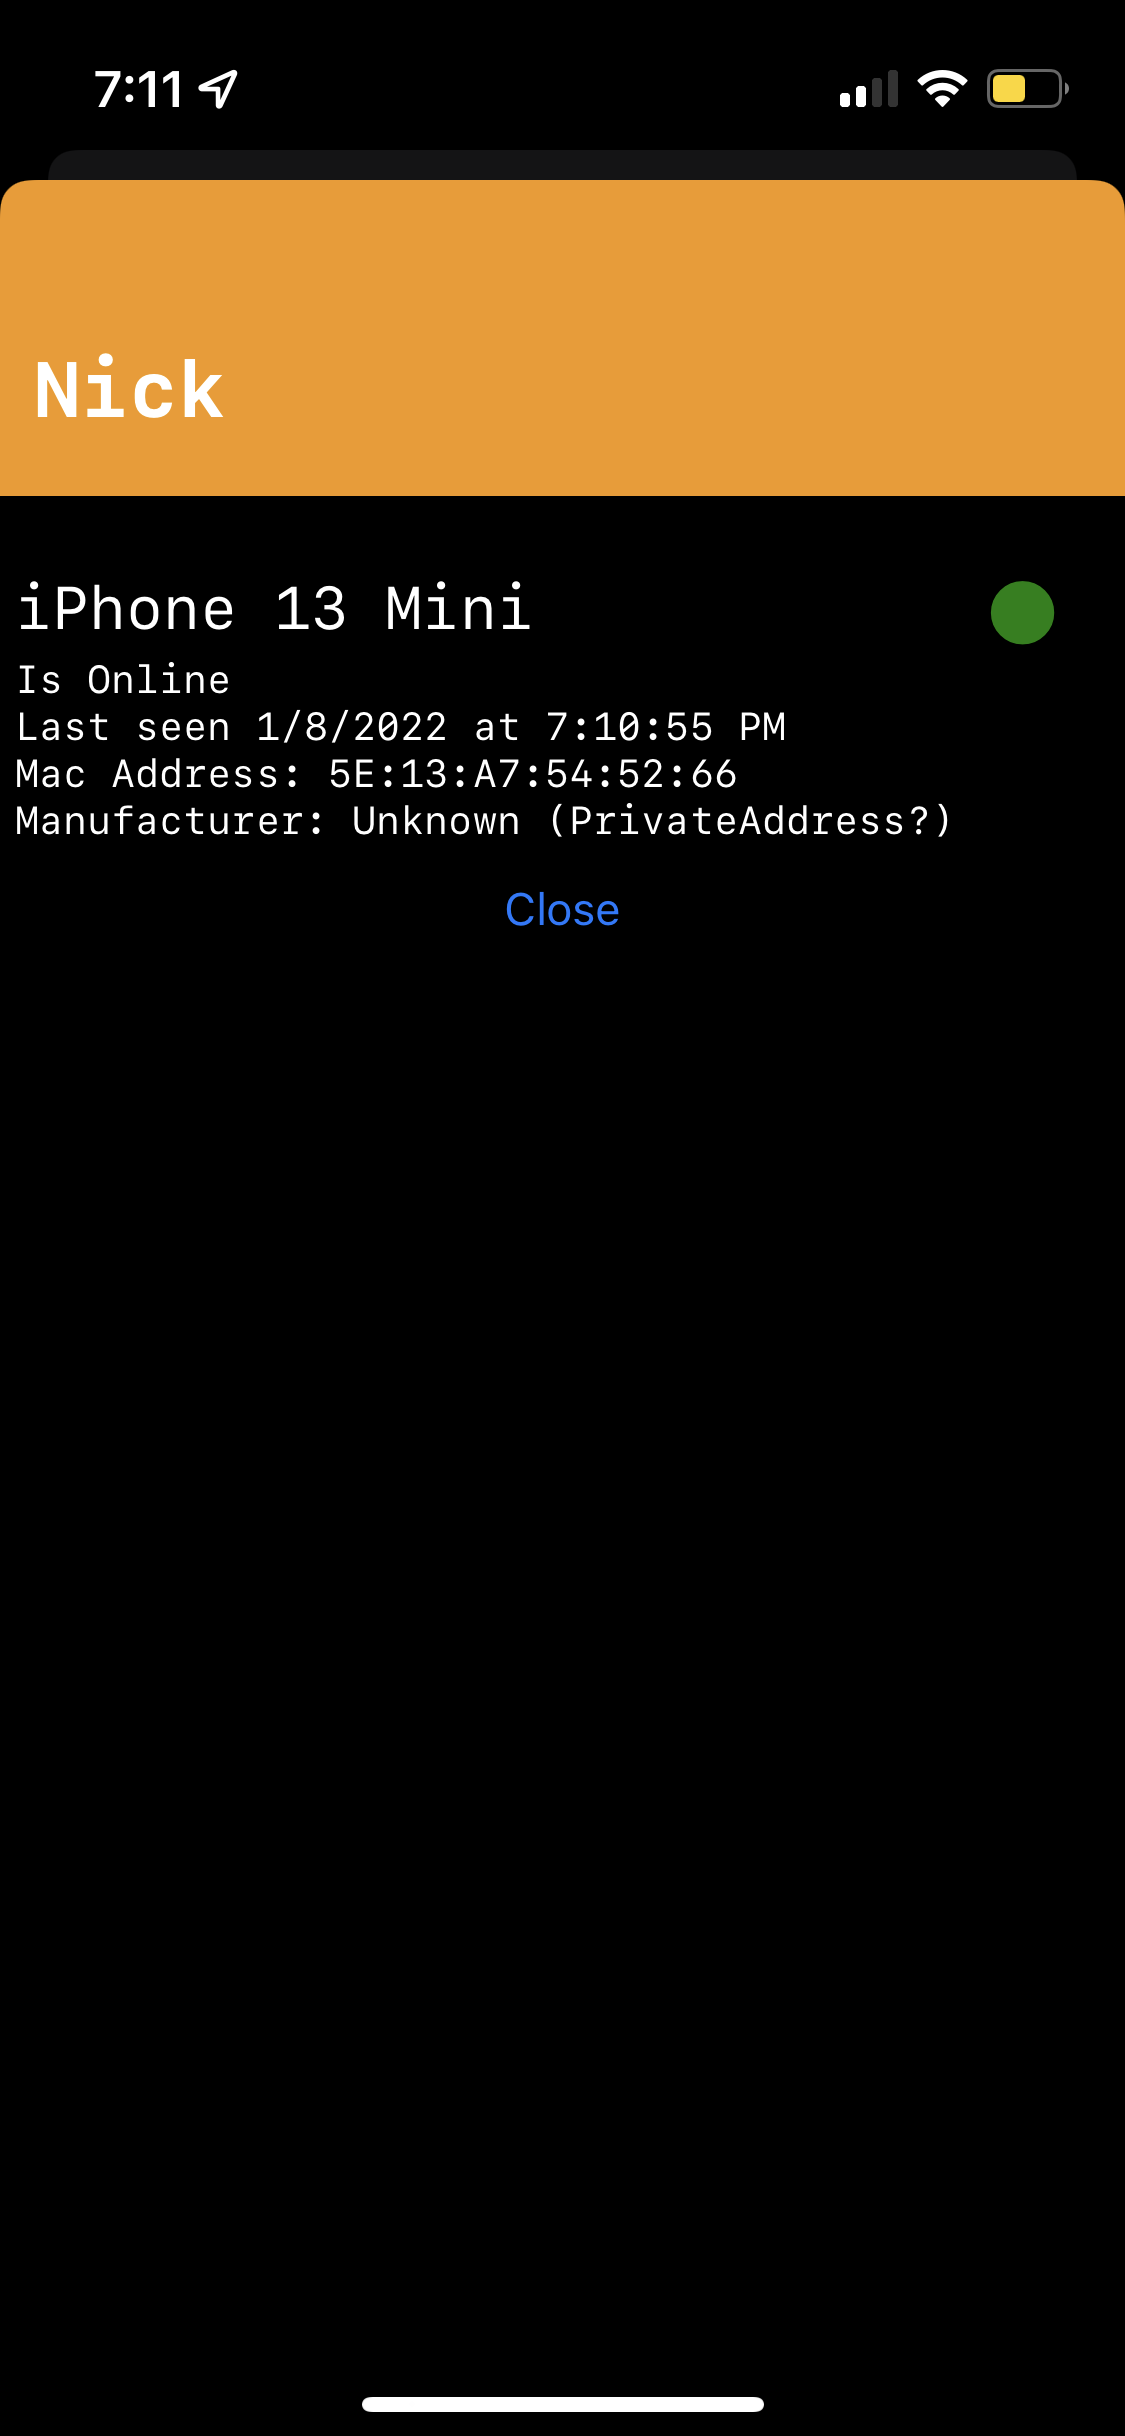 7:11
Nick
iPhone 13 Mini
Is Online
Last seen 1/8/2022 at 7:10:55 PM
Mac Address: 5E:13:A7:54:52:66
Manufacturer: Unknown (PrivateAddress?)
Close